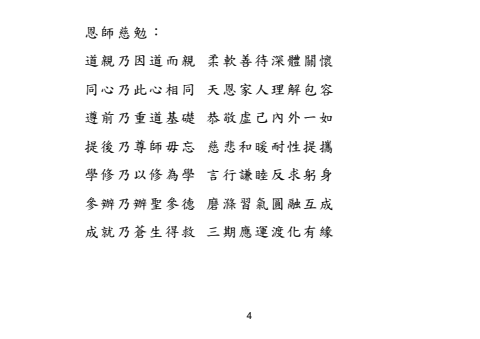 恩師慈勉：
道親乃因道而親 柔軟善待深體關懷
同心乃此心相同 天恩家人理解包容
遵前乃重道基礎 恭敬虛己內外一如
提後乃尊師毋忘 慈悲和暖耐性提攜
學修乃以修為學 言行謙睦反求躬身
參辦乃辦聖參德 磨滌習氣圓融互成
成就乃蒼生得救 三期應運渡化有緣
4